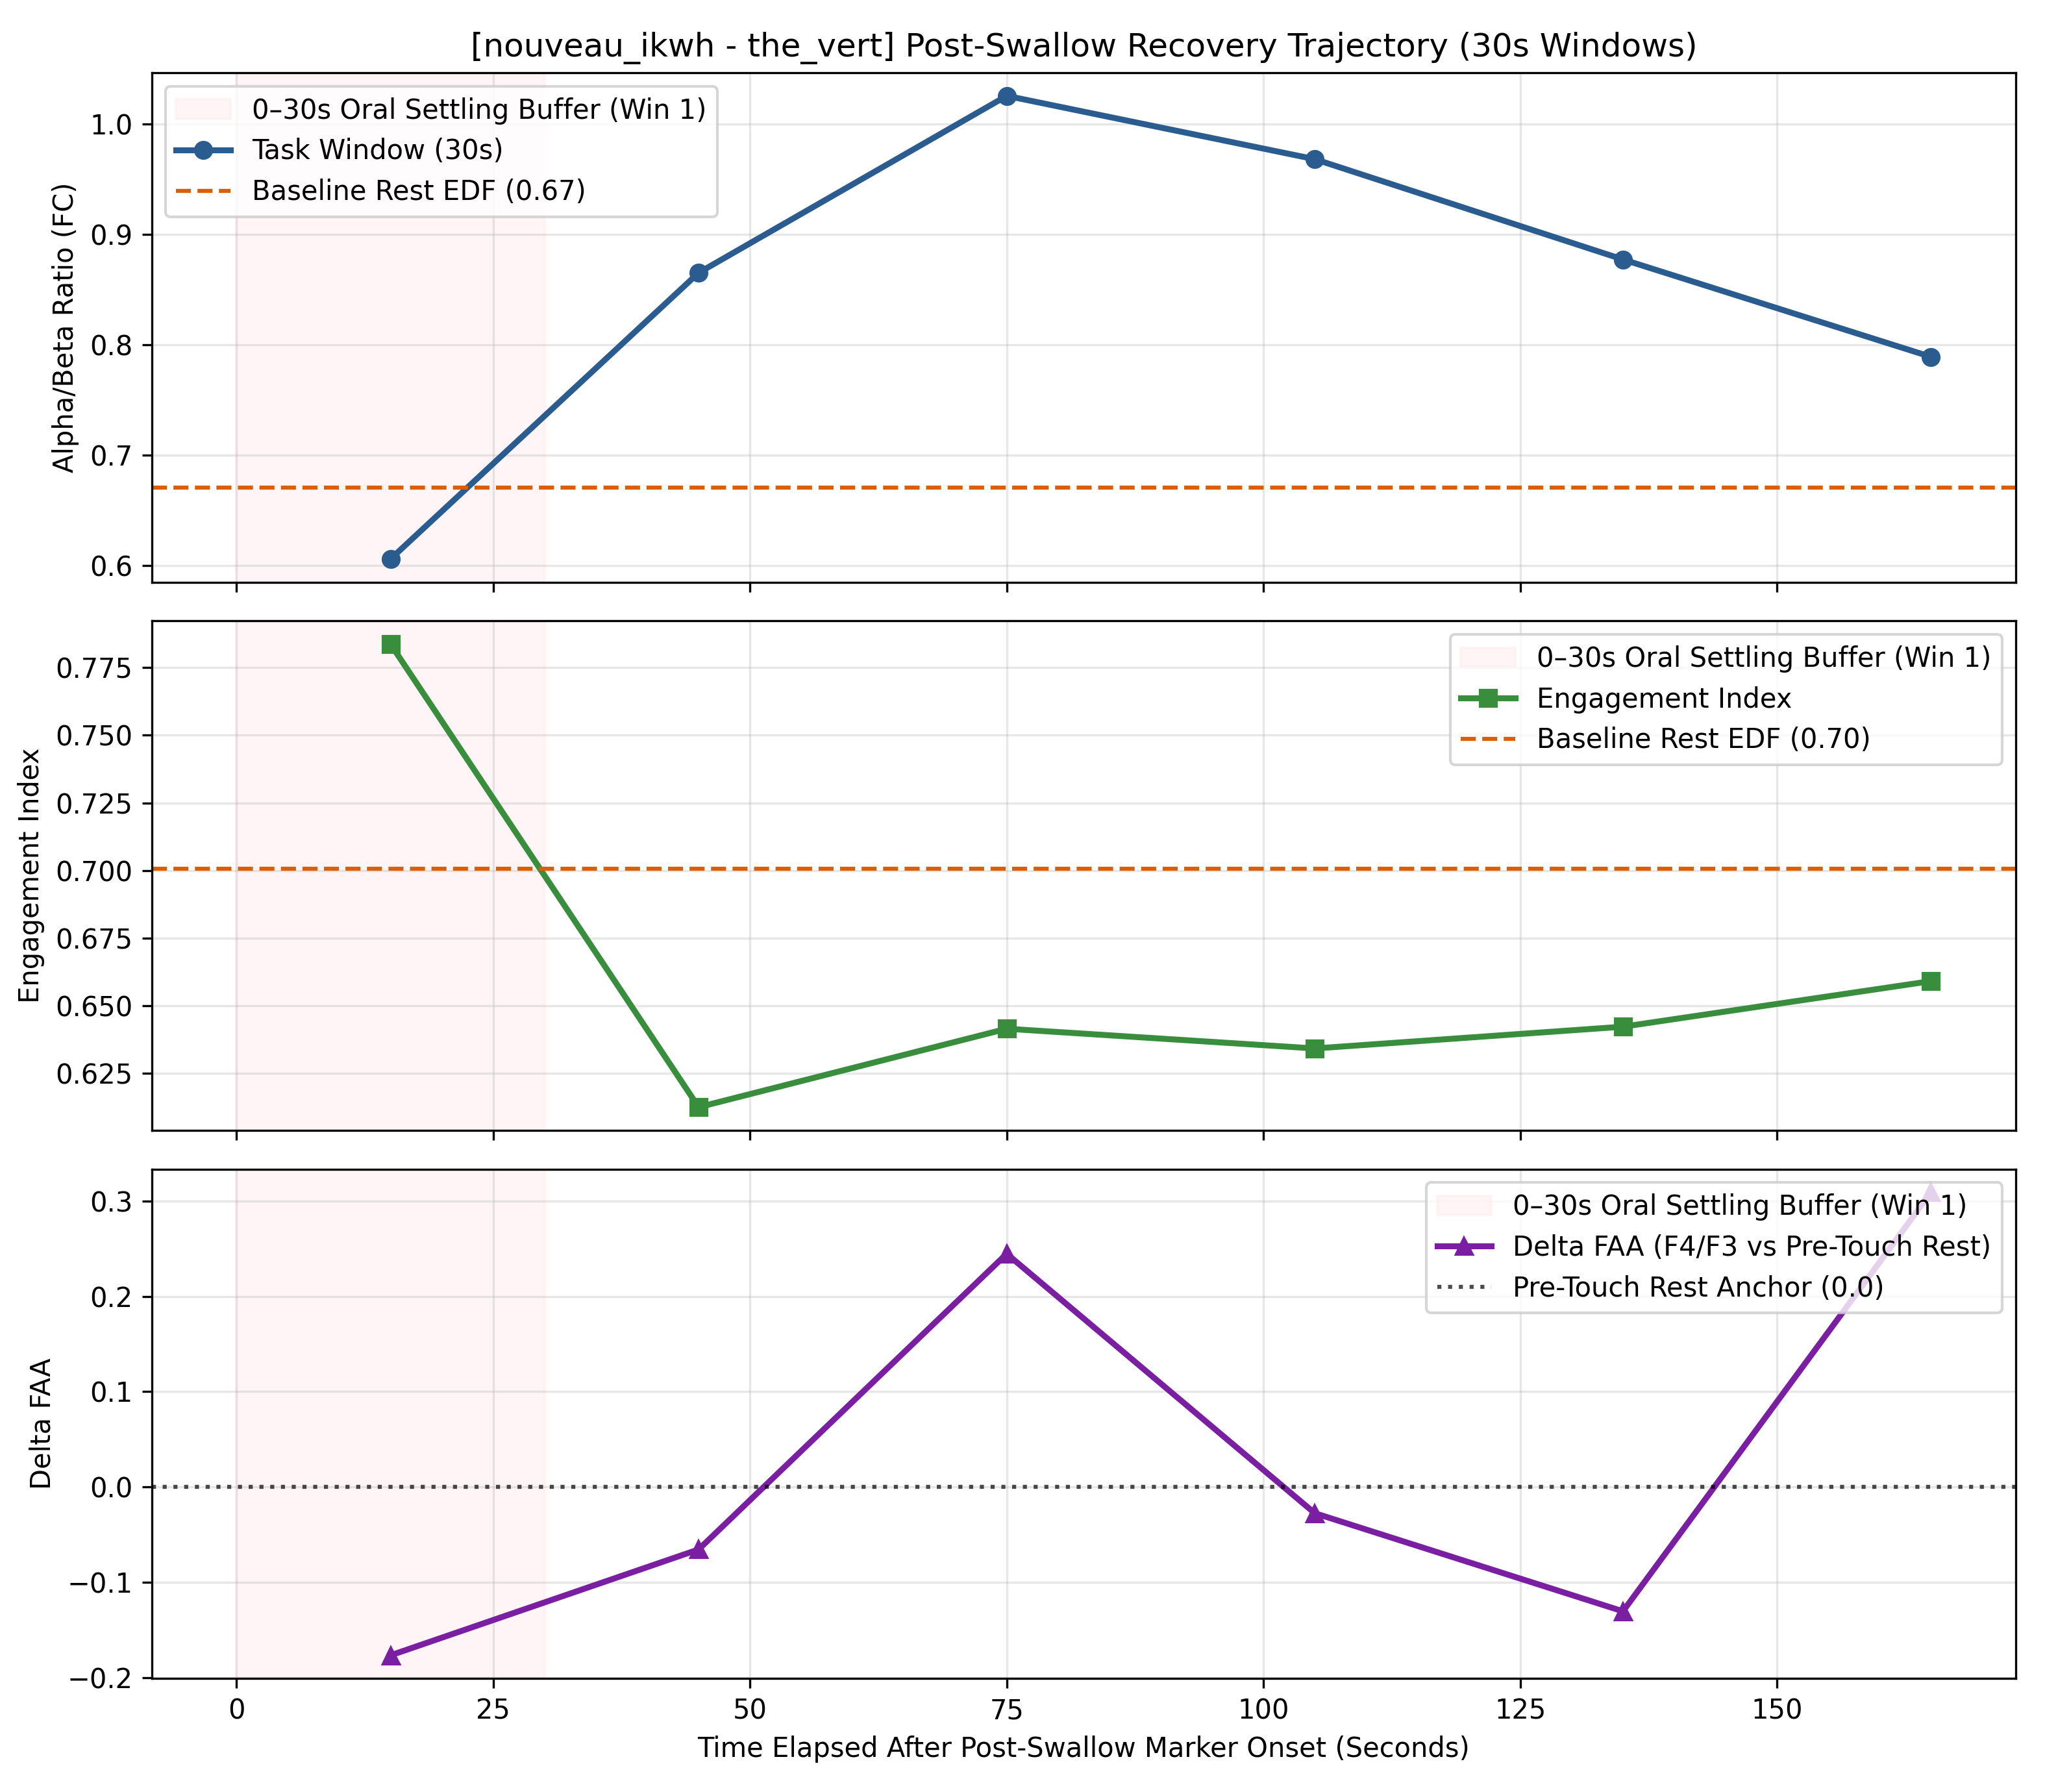 [nouveau_ikwh - the_vert] Post-Swallow Recovery Trajectory (30s Windows)
Alpha/Beta Ratio (FC)
1.0
0.9
0.8
0.7
0.6
0–30s Oral Settling Buffer (Win 1)
Task Window (30s)
Baseline Rest EDF (0.67)
Engagement Index
0.775
0.750
0.725
0.700
0.675
0.650
0.625
0–30s Oral Settling Buffer (Win 1)
Engagement Index
Baseline Rest EDF (0.70)
Delta FAA
0.3
0.2
0.1
0.0
−0.1
−0.2
0–30s Oral Settling Buffer (Win 1)
Delta FAA (F4/F3 vs Pre-Touch Rest)
Pre-Touch Rest Anchor (0.0)
0 25 50 75 100 125 150
Time Elapsed After Post-Swallow Marker Onset (Seconds)